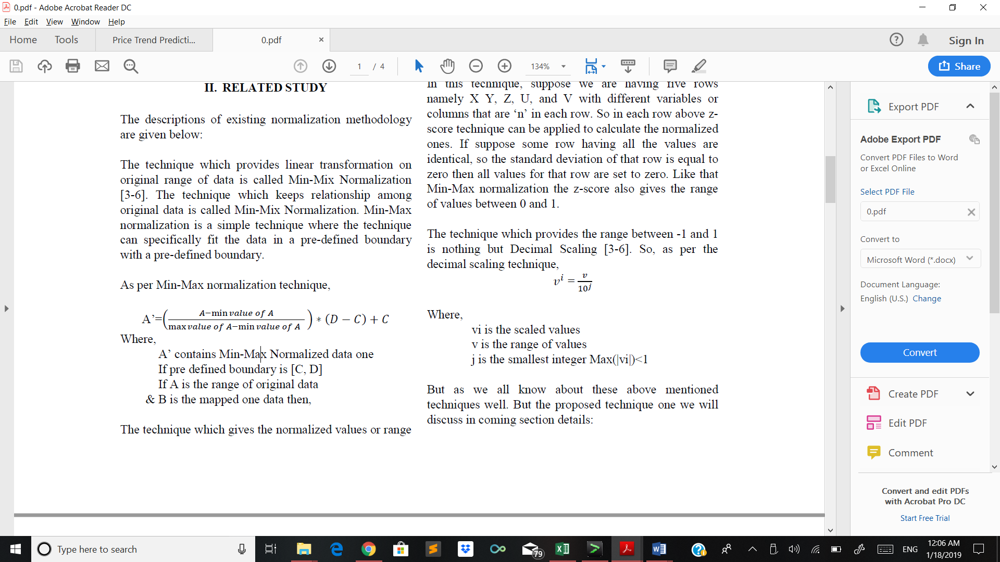 0.pdf - Adobe Acrobat Reader DC
File Edit View Window Help
Home Tools Price Trend Predicti... 0.pdf × Sign In
1 / 4 134% Share
II. RELATED STUDY
The descriptions of existing normalization methodology
are given below:
The technique which provides linear transformation on
original range of data is called Min-Mix Normalization
[3-6]. The technique which keeps relationship among
original data is called Min-Mix Normalization. Min-Max
normalization is a simple technique where the technique
can specifically fit the data in a pre-defined boundary
with a pre-defined boundary.
As per Min-Max normalization technique,
A’=(A−min value of A / max value of A−min value of A) ∗ (D − C) + C
Where,
A’ contains Min-Max Normalized data one
If pre defined boundary is [C, D]
If A is the range of original data
& B is the mapped one data then,
The technique which gives the normalized values or range
In this technique, suppose we are having five rows
namely X Y, Z, U, and V with different variables or
columns that are ‘n’ in each row. So in each row above z-
score technique can be applied to calculate the normalized
ones. If suppose some row having all the values are
identical, so the standard deviation of that row is equal to
zero then all values for that row are set to zero. Like that
Min-Max normalization the z-score also gives the range
of values between 0 and 1.
The technique which provides the range between -1 and 1
is nothing but Decimal Scaling [3-6]. So, as per the
decimal scaling technique,
v^i = v / 10^j
Where,
vi is the scaled values
v is the range of values
j is the smallest integer Max(|vi|)<1
But as we all know about these above mentioned
techniques well. But the proposed technique one we will
discuss in coming section details:
Export PDF
Adobe Export PDF
Convert PDF Files to Word
or Excel Online
Select PDF File
0.pdf
Convert to
Microsoft Word (*.docx)
Document Language:
English (U.S.) Change
Convert
Create PDF
Edit PDF
Comment
Convert and edit PDFs
with Acrobat Pro DC
Start Free Trial
Type here to search
79
ENG
12:06 AM
1/18/2019